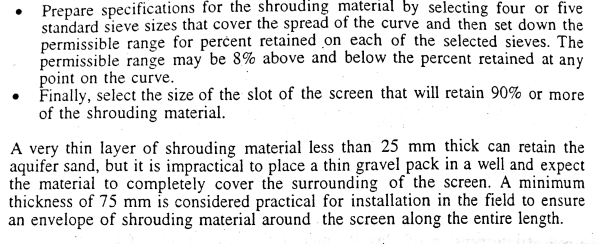 • Prepare specifications for the shrouding material by selecting four or five
standard sieve sizes that cover the spread of the curve and then set down the
permissible range for percent retained on each of the selected sieves. The
permissible range may be 8% above and below the percent retained at any
point on the curve.
• Finally, select the size of the slot of the screen that will retain 90% or more
of the shrouding material.
A very thin layer of shrouding material less than 25 mm thick can retain the
aquifer sand, but it is impractical to place a thin gravel pack in a well and expect
the material to completely cover the surrounding of the screen. A minimum
thickness of 75 mm is considered practical for installation in the field to ensure
an envelope of shrouding material around the screen along the entire length.